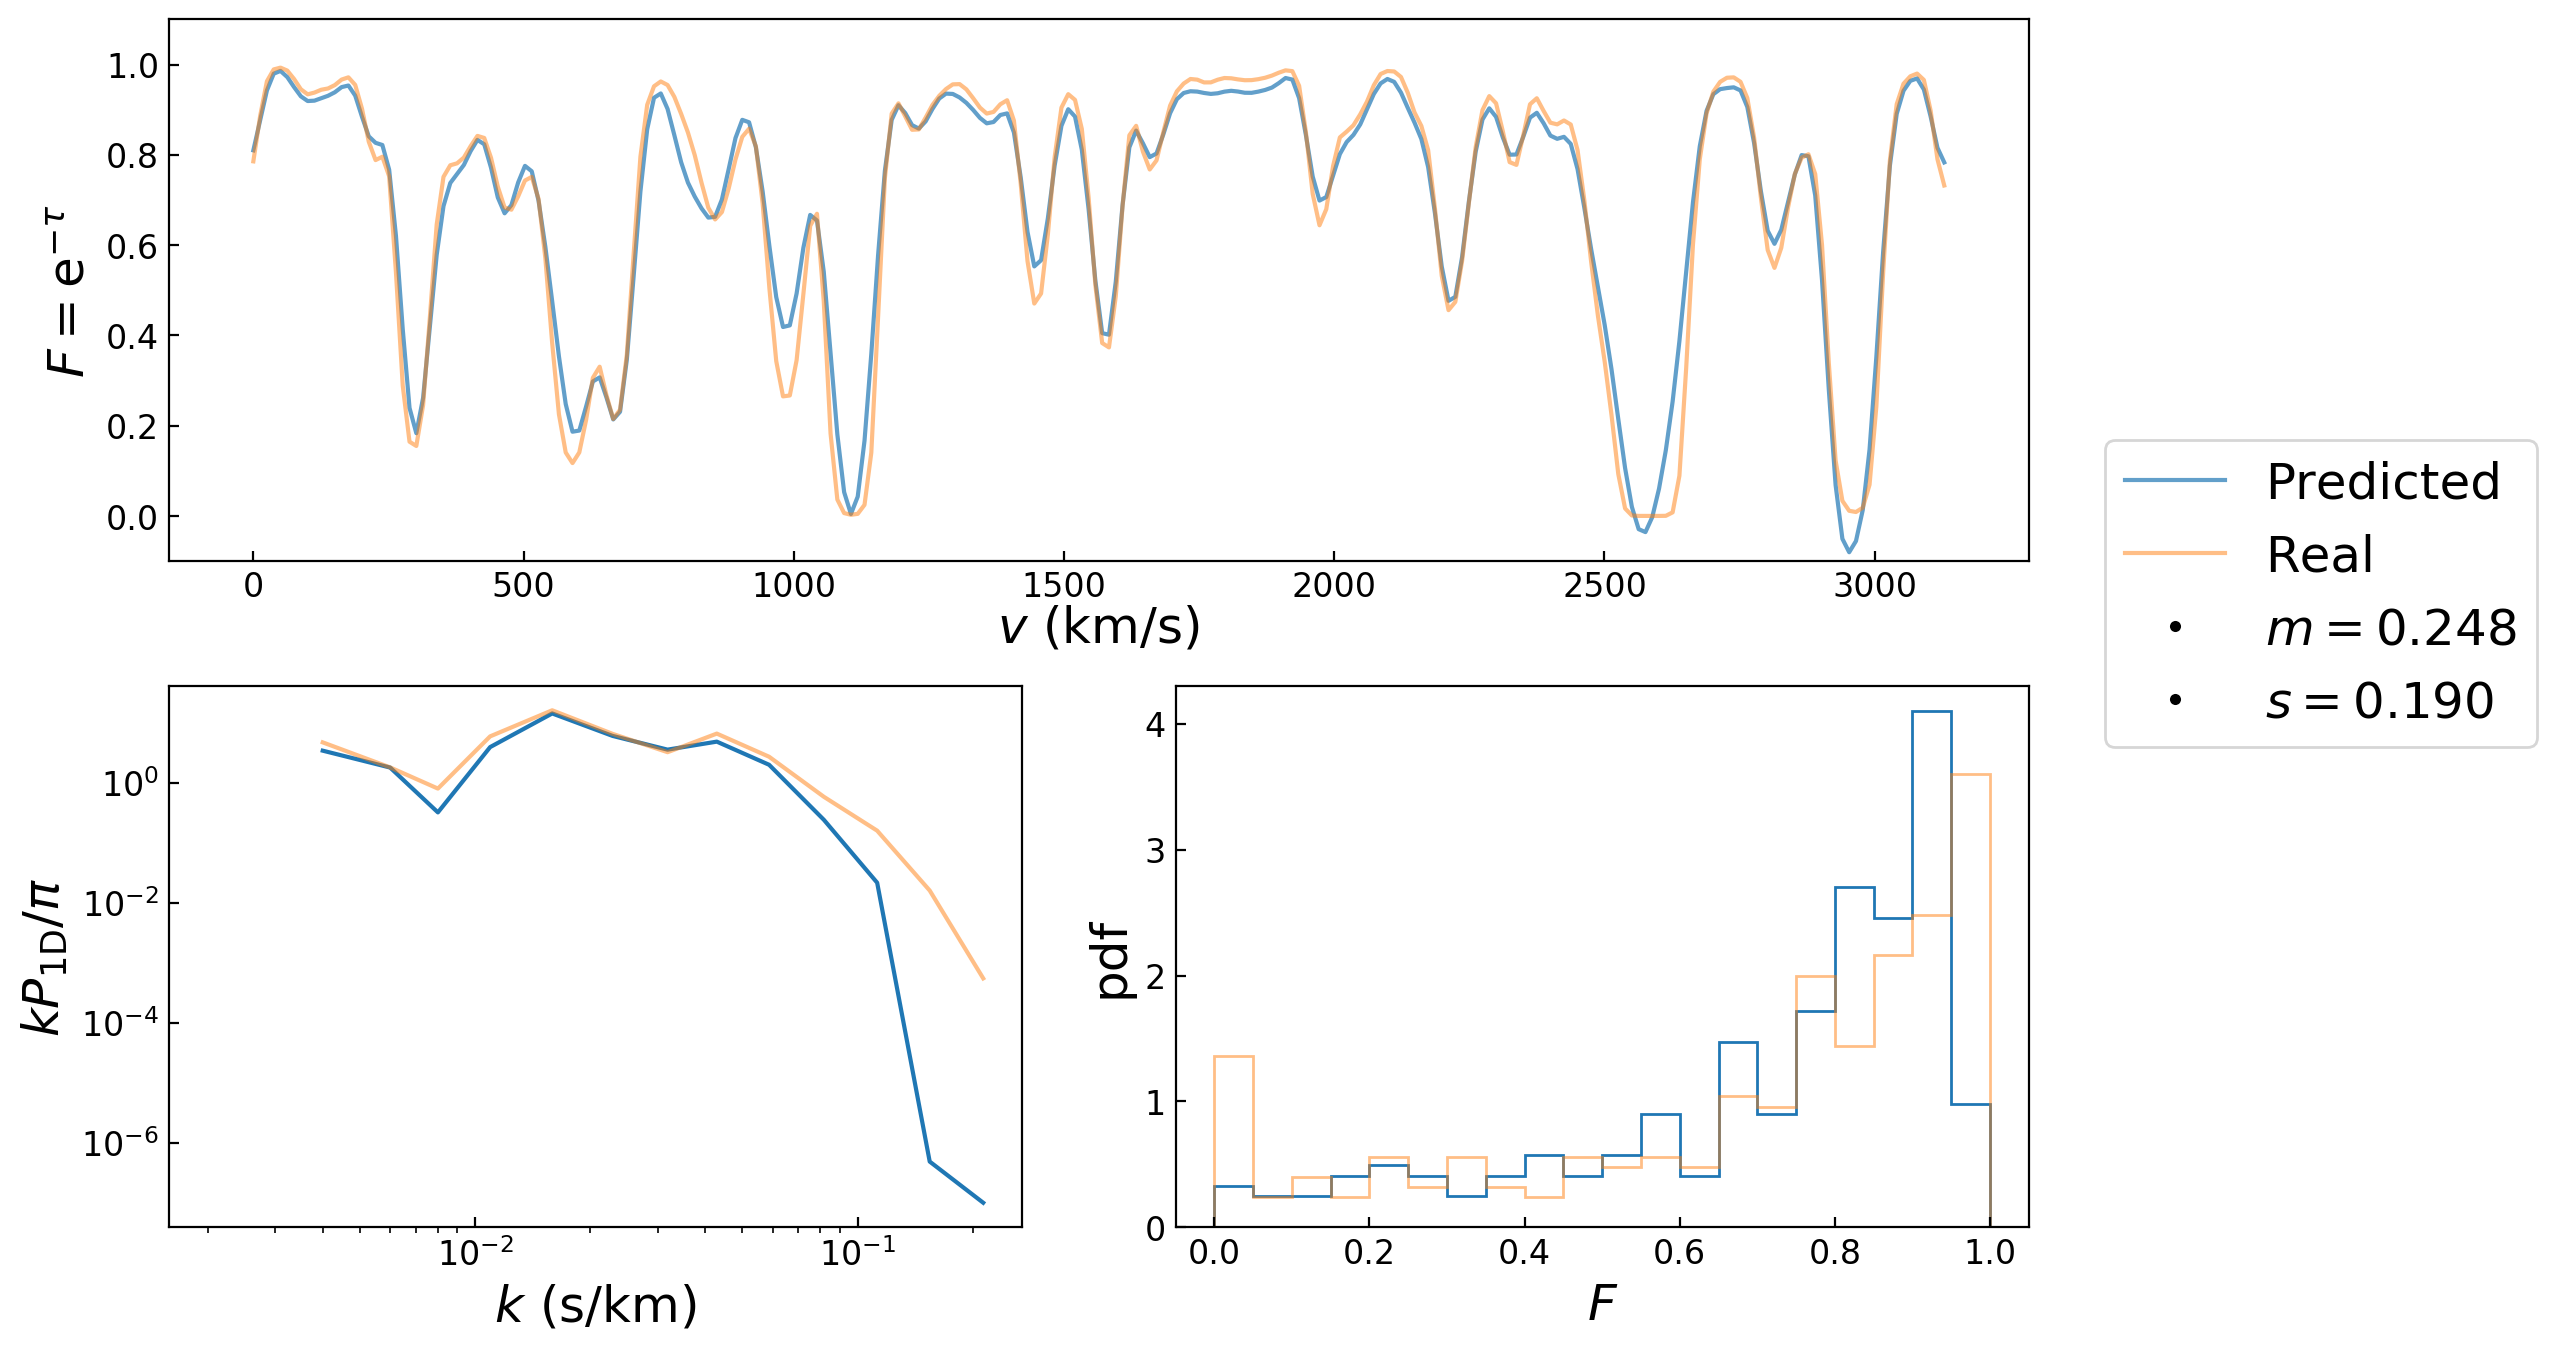 F = e^{−τ}
1.0
0.8
0.6
0.4
0.2
0.0
0 500 1000 1500 2000 2500 3000
v (km/s)
Predicted
Real
m = 0.248
s = 0.190
kP_{1D}/π
10^0
10^{−2}
10^{−4}
10^{−6}
10^{−2} 10^{−1}
k (s/km)
pdf
4
3
2
1
0
0.0 0.2 0.4 0.6 0.8 1.0
F